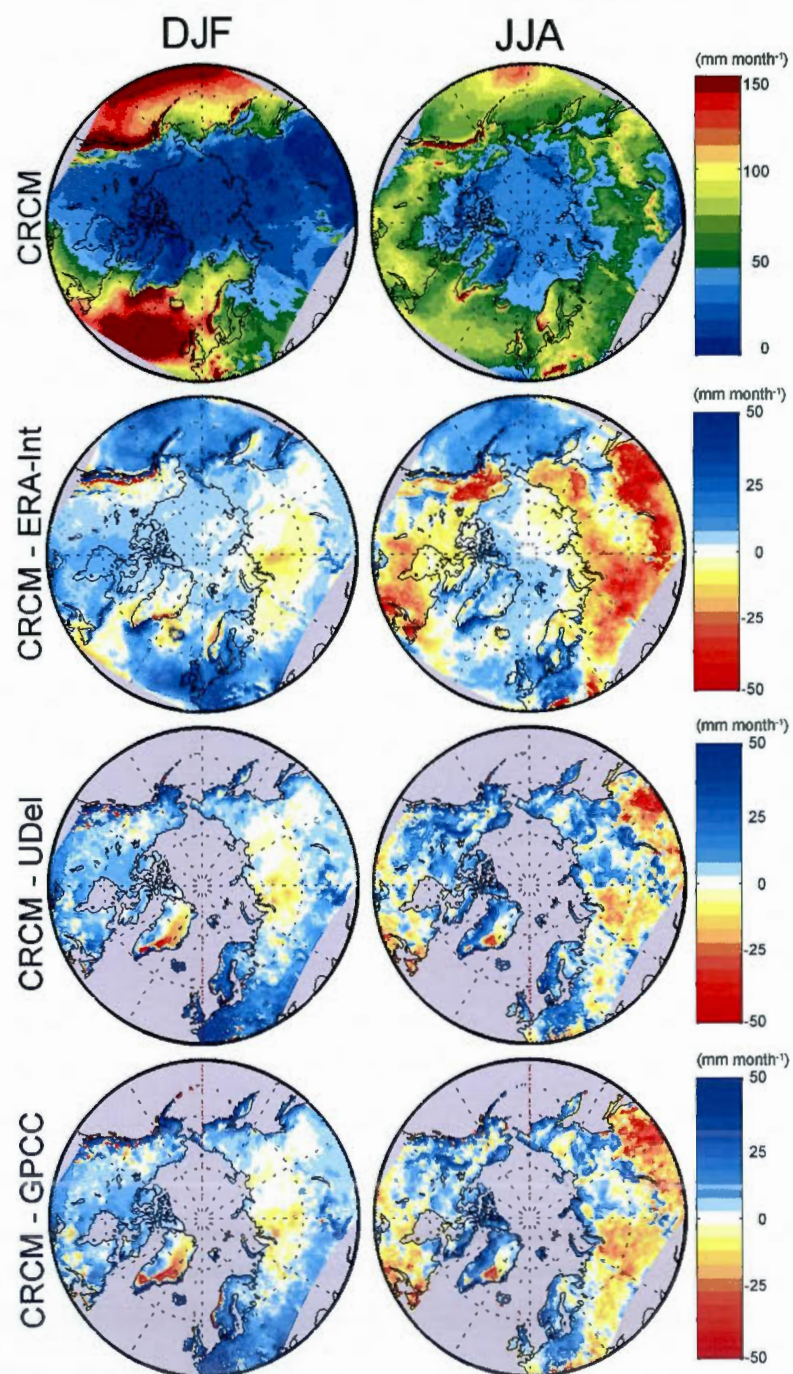 DJF
JJA
(mm month⁻¹)
CRCM
150
100
50
0
CRCM - ERA-Int
(mm month⁻¹)
50
25
0
-25
-50
CRCM - UDel
(mm month⁻¹)
50
25
0
-25
-50
CRCM - GPCC
(mm month⁻¹)
50
25
0
-25
-50